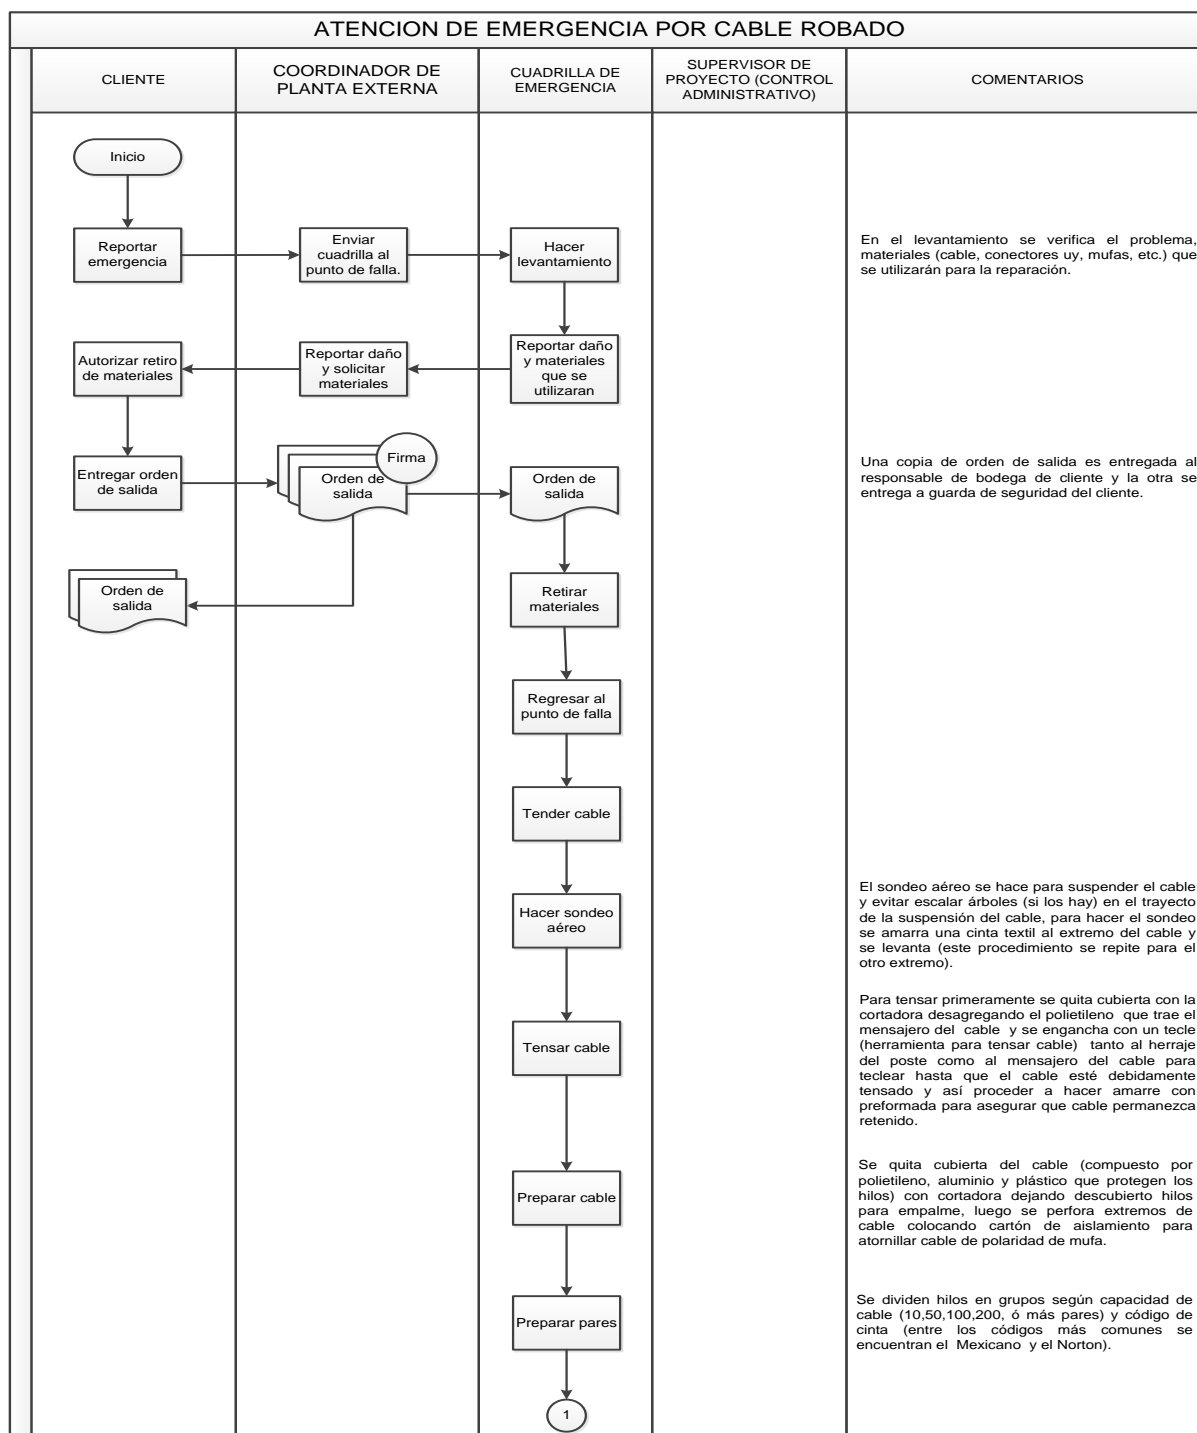 ATENCION DE EMERGENCIA POR CABLE ROBADO
CLIENTE
COORDINADOR DE
PLANTA EXTERNA
CUADRILLA DE
EMERGENCIA
SUPERVISOR DE
PROYECTO (CONTROL
ADMINISTRATIVO)
COMENTARIOS
Inicio
Reportar
emergencia
Enviar
cuadrilla al
punto de falla.
Hacer
levantamiento
En el levantamiento se verifica el problema,
materiales (cable, conectores uy, mufas, etc.) que
se utilizarán para la reparación.
Autorizar retiro
de materiales
Reportar daño
y solicitar
materiales
Reportar daño
y materiales
que se
utilizaran
Entregar orden
de salida
Firma
Orden de
salida
Orden de
salida
Una copia de orden de salida es entregada al
responsable de bodega de cliente y la otra se
entrega a guarda de seguridad del cliente.
Orden de
salida
Retirar
materiales
Regresar al
punto de falla
Tender cable
Hacer sondeo
aéreo
El sondeo aéreo se hace para suspender el cable
y evitar escalar árboles (si los hay) en el trayecto
de la suspensión del cable, para hacer el sondeo
se amarra una cinta textil al extremo del cable y
se levanta (este procedimiento se repite para el
otro extremo).
Tensar cable
Para tensar primeramente se quita cubierta con la
cortadora desagregando el polietileno que trae el
mensajero del cable y se engancha con un tecle
(herramienta para tensar cable) tanto al herraje
del poste como al mensajero del cable para
teclear hasta que el cable esté debidamente
tensado y así proceder a hacer amarre con
preformada para asegurar que cable permanezca
retenido.
Preparar cable
Se quita cubierta del cable (compuesto por
polietileno, aluminio y plástico que protegen los
hilos) con cortadora dejando descubierto hilos
para empalme, luego se perfora extremos de
cable colocando cartón de aislamiento para
atornillar cable de polaridad de mufa.
Preparar pares
Se dividen hilos en grupos según capacidad de
cable (10,50,100,200, ó más pares) y código de
cinta (entre los códigos más comunes se
encuentran el Mexicano y el Norton).
1